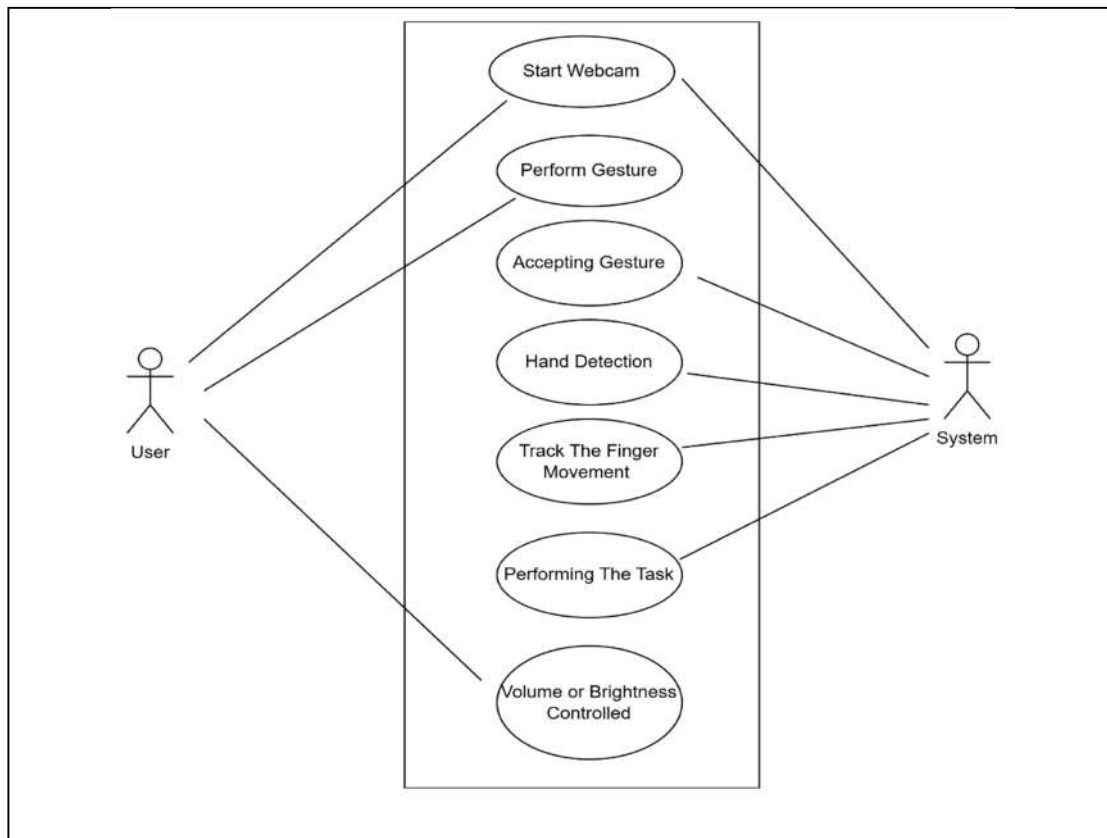 Start Webcam
Perform Gesture
Accepting Gesture
Hand Detection
Track The Finger
Movement
Performing The Task
Volume or Brightness
Controlled
User
System